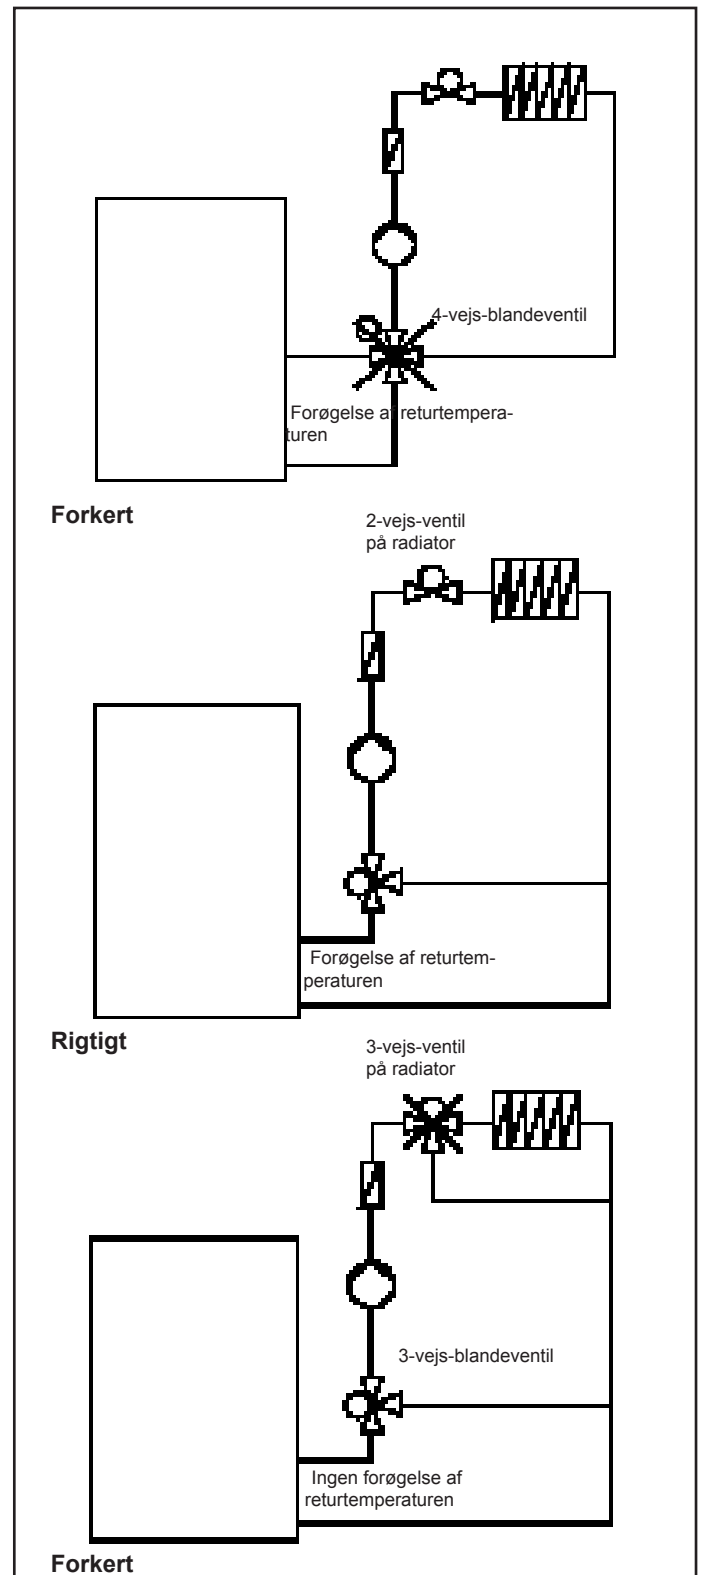 4-vejs-blandeventil
Forøgelse af returtempera-
turen
Forkert
2-vejs-ventil
på radiator
Forøgelse af returtem-
peraturen
Rigtigt
3-vejs-ventil
på radiator
3-vejs-blandeventil
Ingen forøgelse af
returtemperaturen
Forkert